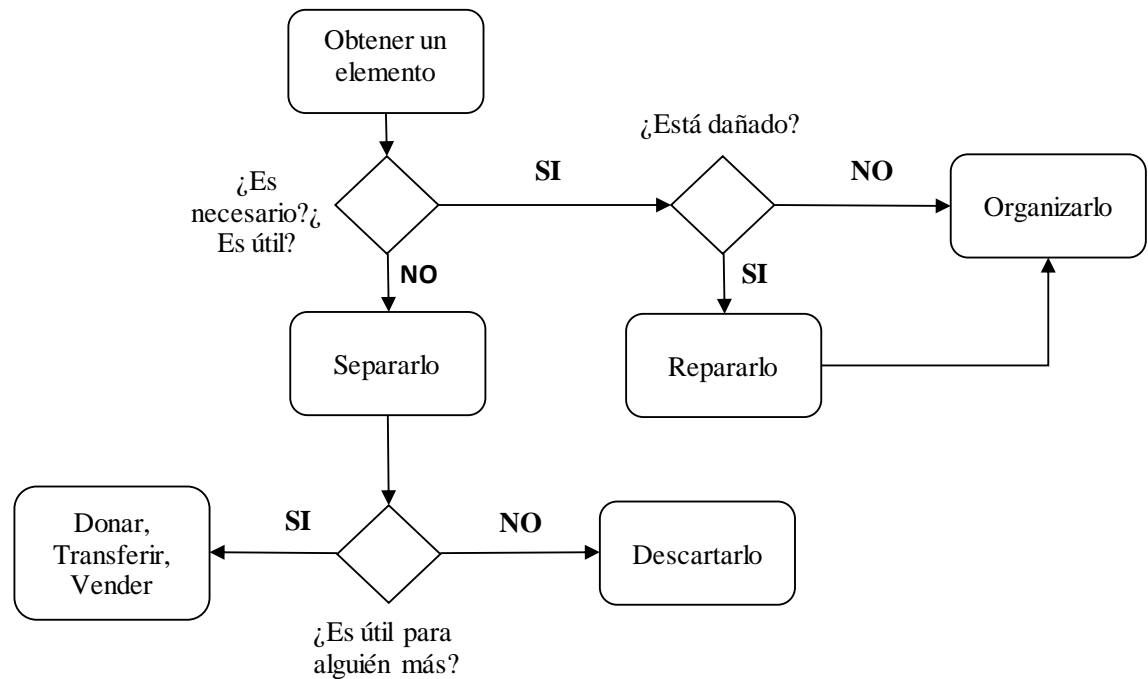 Obtener un
elemento
¿Está dañado?
¿Es
necesario?¿
Es útil?
SI
NO
Organizarlo
NO
SI
Separarlo
Repararlo
Donar,
Transferir,
Vender
SI
NO
Descartarlo
¿Es útil para
alguién más?